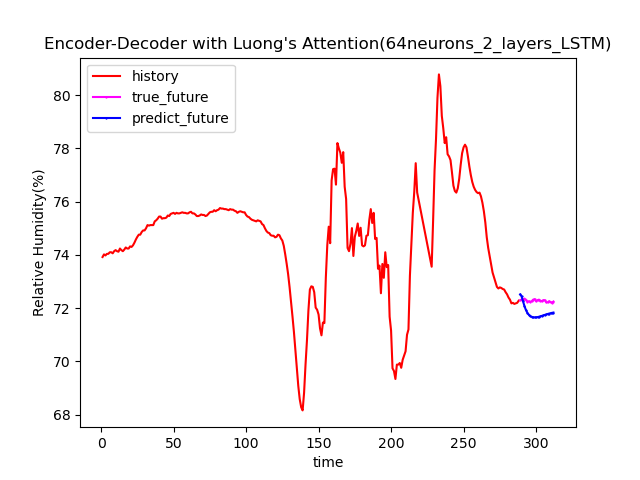 Encoder-Decoder with Luong's Attention(64neurons_2_layers_LSTM)
history
true_future
predict_future
Relative Humidity(%)
80
78
76
74
72
70
68
0 50 100 150 200 250 300
time